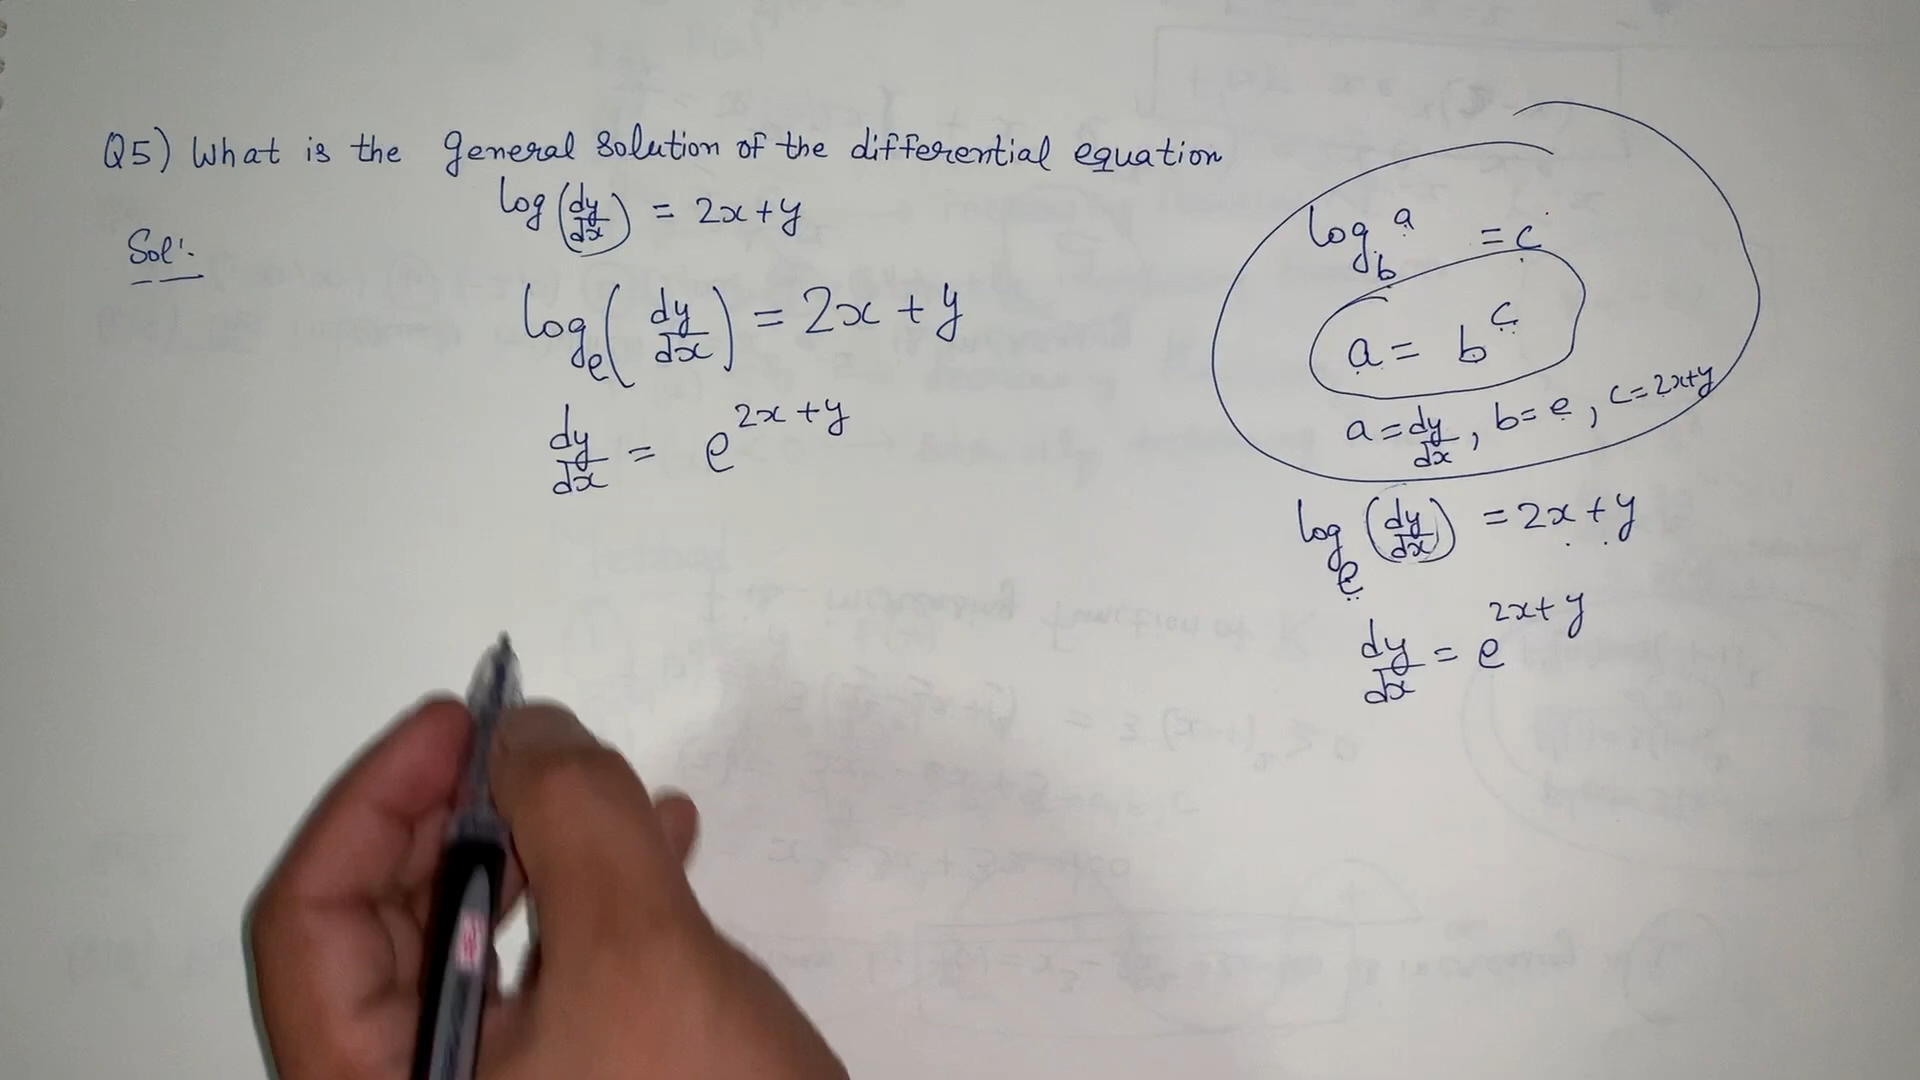 Q5) What is the general solution of the differential equation
log (dy/dx) = 2x+y
Sol:
log_e (dy/dx) = 2x + y
dy/dx = e^(2x+y)
log_b a = c
a = b^c
a = dy/dx, b = e, c = 2x+y
log_e (dy/dx) = 2x + y
dy/dx = e^(2x+y)